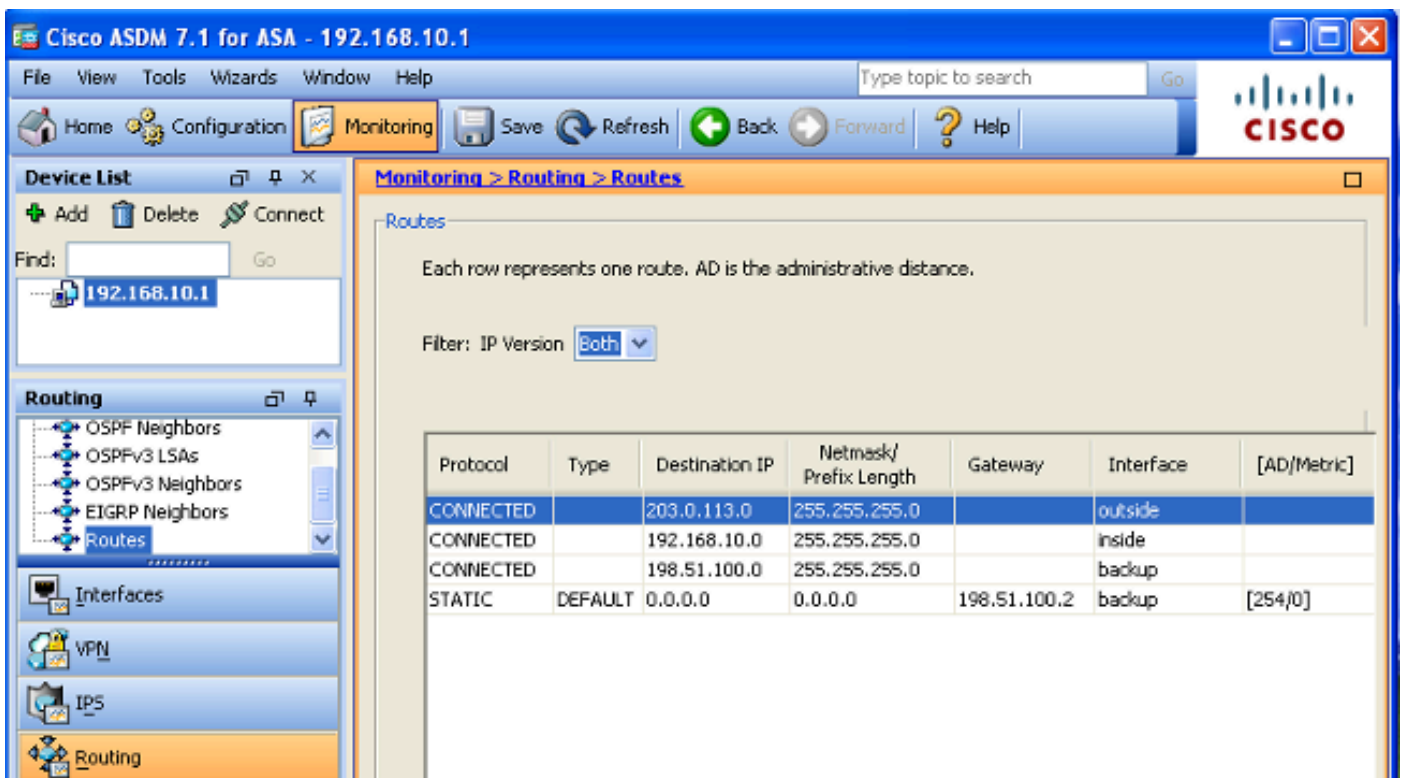 Cisco ASDM 7.1 for ASA - 192.168.10.1
File View Tools Wizards Window Help Type topic to search Go
Home Configuration Monitoring Save Refresh Back Forward Help
CISCO
Device List
Add Delete Connect
Find: Go
192.168.10.1
Routing
OSPF Neighbors
OSPFv3 LSAs
OSPFv3 Neighbors
EIGRP Neighbors
Routes
Interfaces
VPN
IPS
Routing
Monitoring > Routing > Routes
Routes
Each row represents one route. AD is the administrative distance.
Filter: IP Version Both
Protocol Type Destination IP Netmask/ Prefix Length Gateway Interface [AD/Metric]
CONNECTED 203.0.113.0 255.255.255.0 outside
CONNECTED 192.168.10.0 255.255.255.0 inside
CONNECTED 198.51.100.0 255.255.255.0 backup
STATIC DEFAULT 0.0.0.0 0.0.0.0 198.51.100.2 backup [254/0]